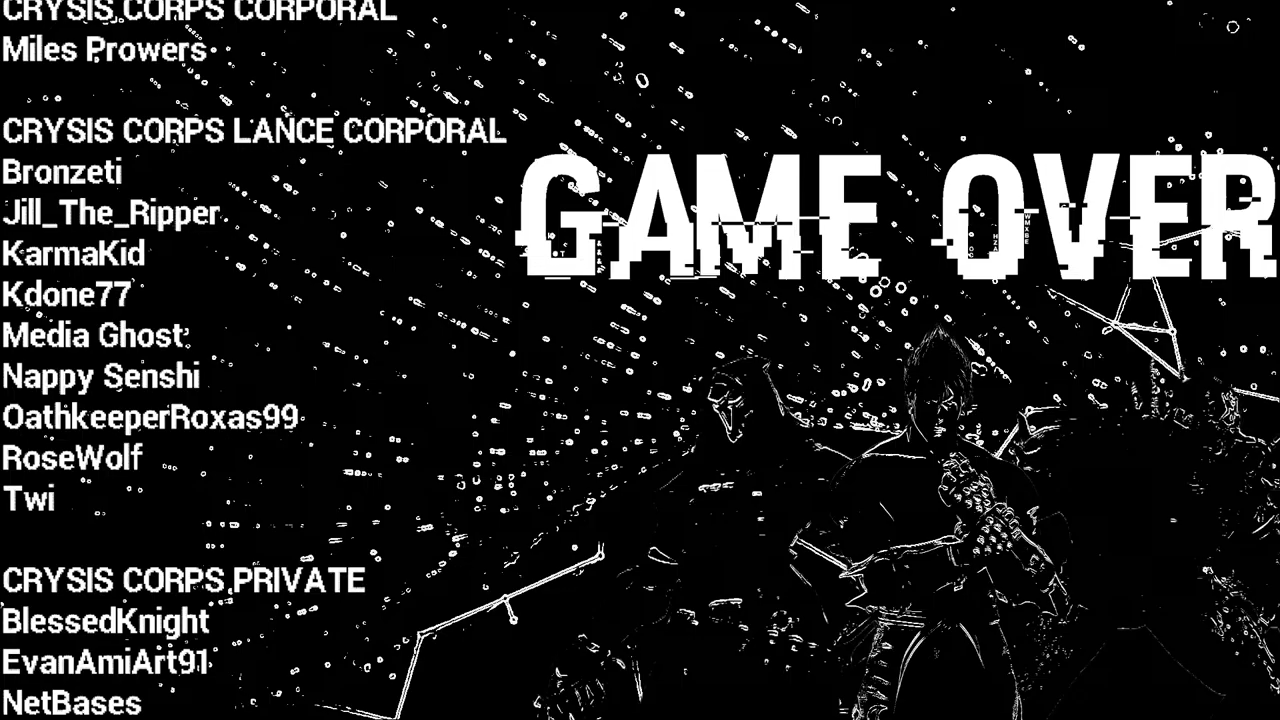 CRYSIS CORPS CORPORAL
Miles Prowers
CRYSIS CORPS LANCE CORPORAL
Bronzeti
Jill_The_Ripper
KarmaKid
Kdone77
Media Ghost
Nappy Senshi
OathkeeperRoxas99
RoseWolf
Twi
CRYSIS CORPS PRIVATE
BlessedKnight
EvanAmiArt91
NetBases
GAME OVER